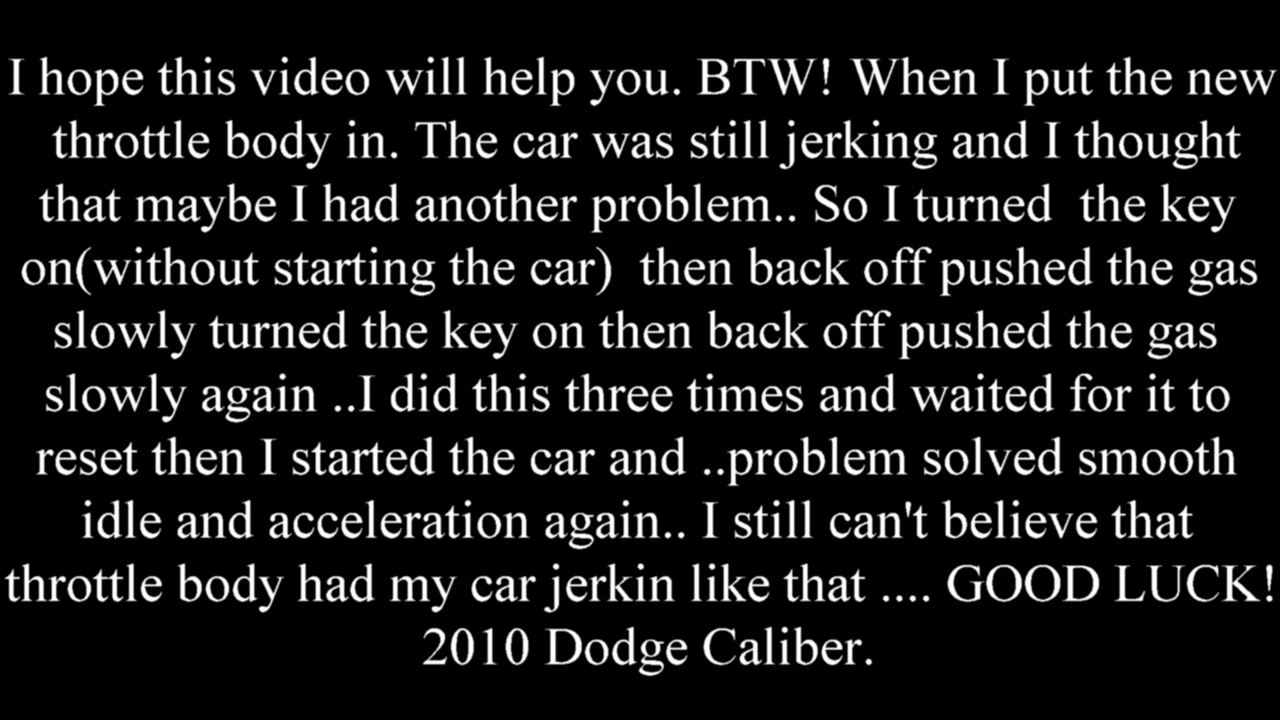 I hope this video will help you. BTW! When I put the new
throttle body in. The car was still jerking and I thought
that maybe I had another problem.. So I turned  the key
on(without starting the car)  then back off pushed the gas
slowly turned the key on then back off pushed the gas
slowly again ..I did this three times and waited for it to
reset then I started the car and ..problem solved smooth
idle and acceleration again.. I still can't believe that
throttle body had my car jerkin like that .... GOOD LUCK!
2010 Dodge Caliber.